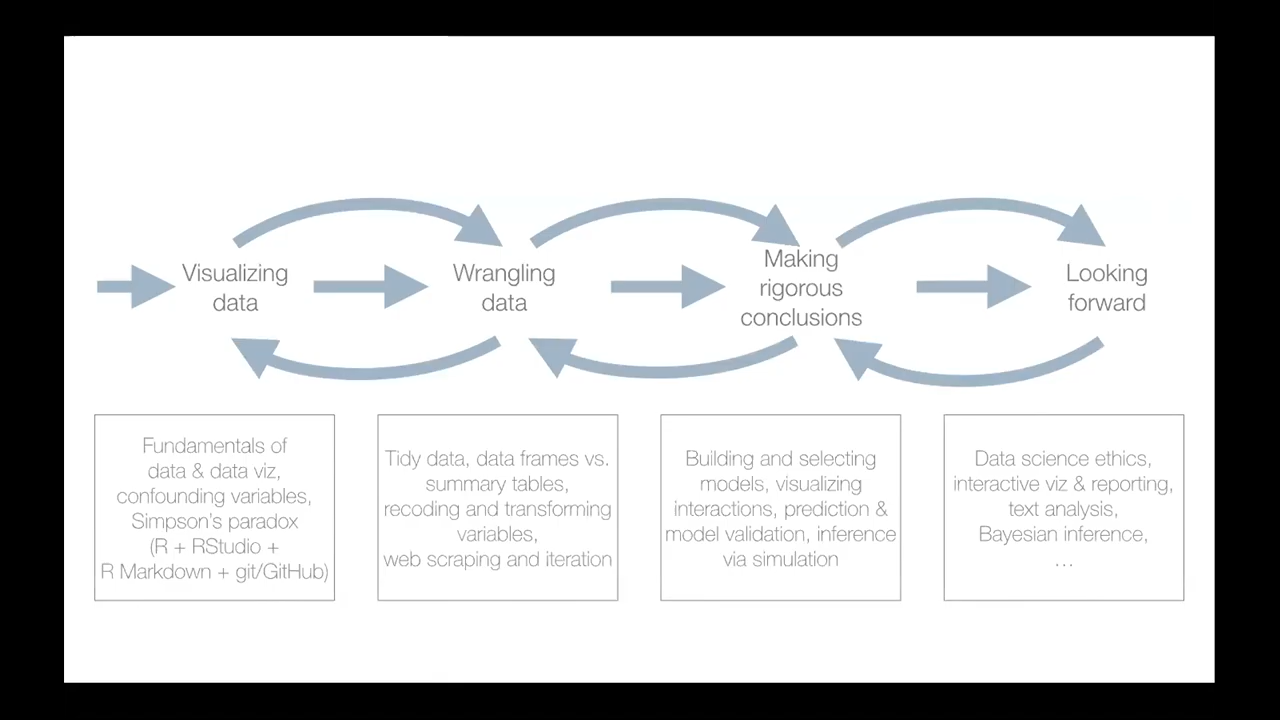 Visualizing
data
Wrangling
data
Making
rigorous
conclusions
Looking
forward
Fundamentals of
data & data viz,
confounding variables,
Simpson's paradox
(R + RStudio +
R Markdown + git/GitHub)
Tidy data, data frames vs.
summary tables,
recoding and transforming
variables,
web scraping and iteration
Building and selecting
models, visualizing
interactions, prediction &
model validation, inference
via simulation
Data science ethics,
interactive viz & reporting,
text analysis,
Bayesian inference,
...